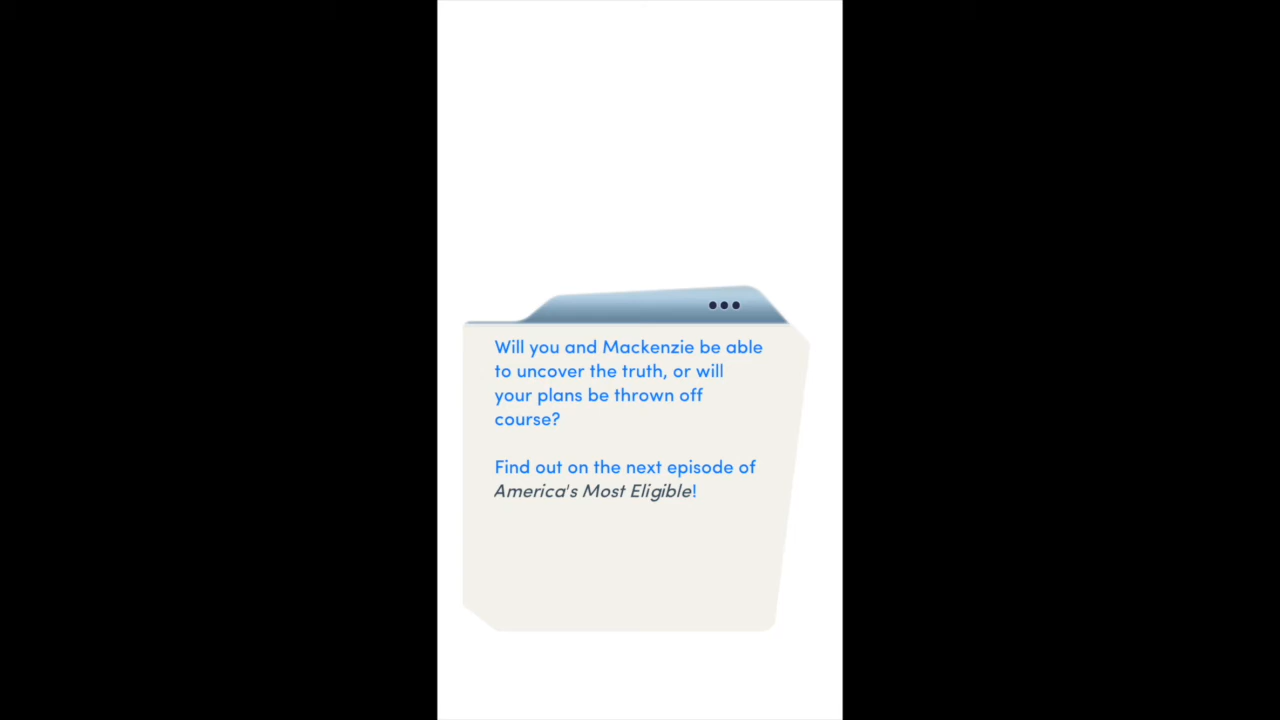 Will you and Mackenzie be able
to uncover the truth, or will
your plans be thrown off
course?
Find out on the next episode of
America's Most Eligible!